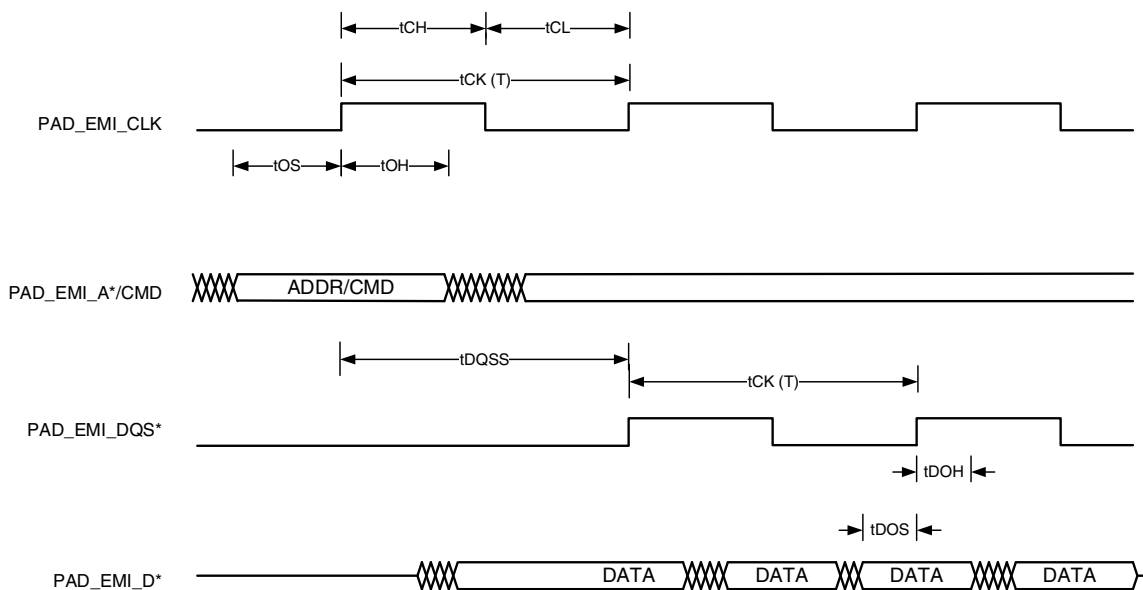 tCH
tCL
tCK (T)
PAD_EMI_CLK
tOS
tOH
PAD_EMI_A*/CMD
ADDR/CMD
tDQSS
tCK (T)
PAD_EMI_DQS*
tDOH
tDOS
PAD_EMI_D*
DATA
DATA
DATA
DATA